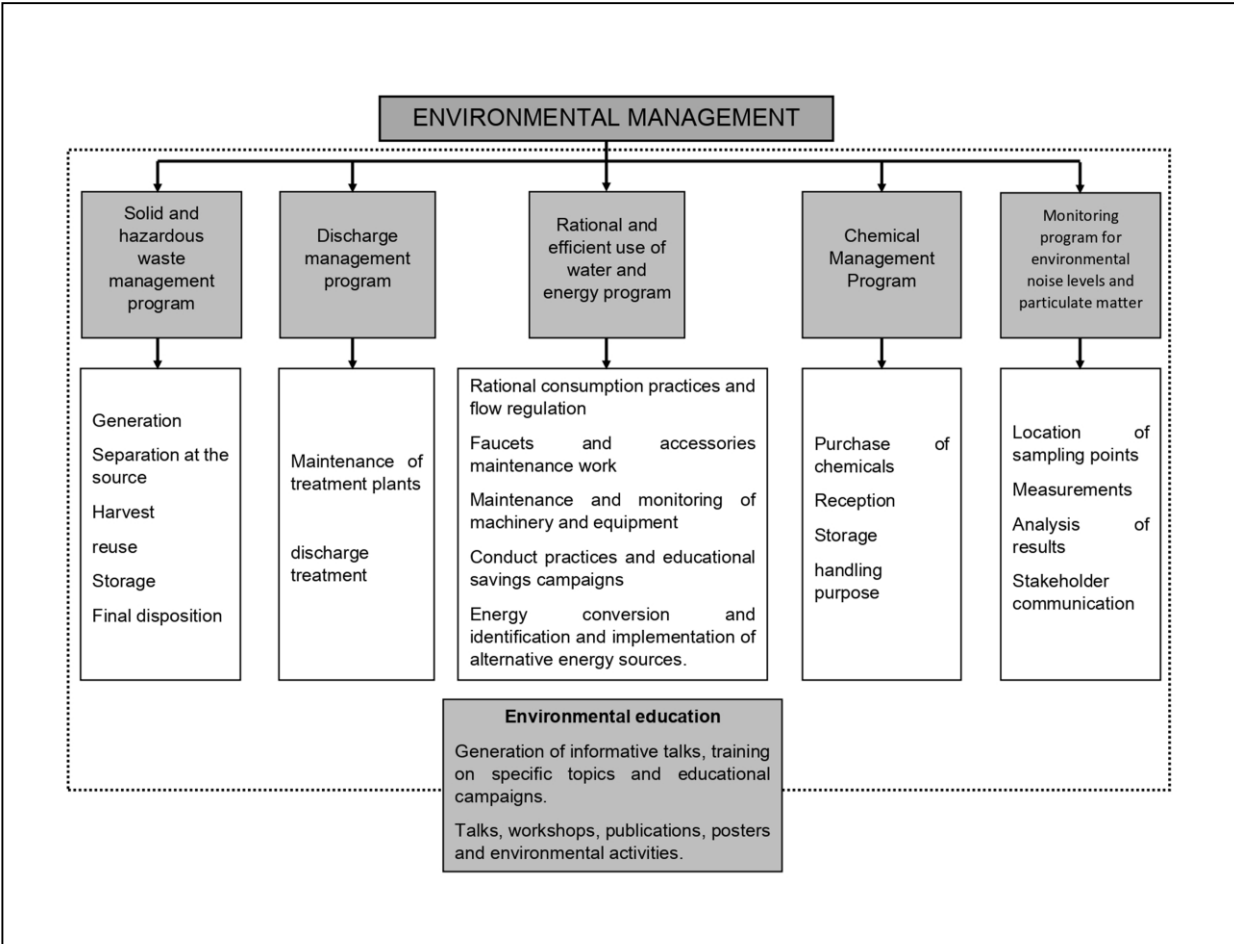 ENVIRONMENTAL MANAGEMENT
Solid and
hazardous
waste
management
program
Discharge
management
program
Rational and
efficient use of
water and
energy program
Chemical
Management
Program
Monitoring
program for
environmental
noise levels and
particulate matter
Generation
Separation at the
source
Harvest
reuse
Storage
Final disposition
Maintenance of
treatment plants
discharge
treatment
Rational consumption practices and
flow regulation
Faucets and accessories
maintenance work
Maintenance and monitoring of
machinery and equipment
Conduct practices and educational
savings campaigns
Energy conversion and
identification and implementation of
alternative energy sources.
Purchase of
chemicals
Reception
Storage
handling
purpose
Location of
sampling points
Measurements
Analysis of
results
Stakeholder
communication
Environmental education
Generation of informative talks, training
on specific topics and educational
campaigns.
Talks, workshops, publications, posters
and environmental activities.